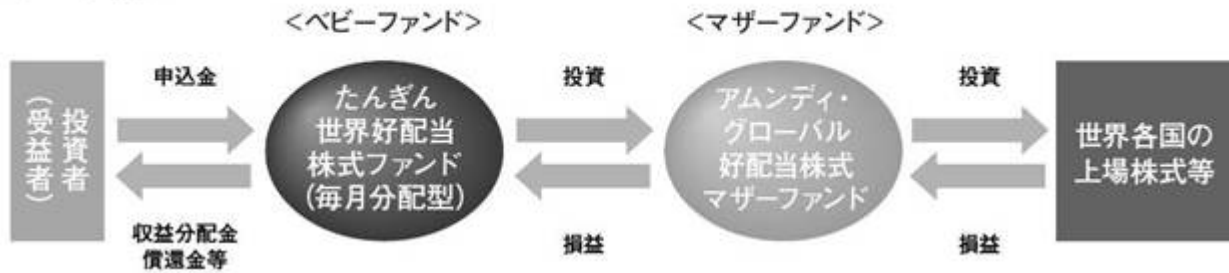 <ベビーファンド>
<マザーファンド>
投資者
(受益者)
申込金
収益分配金
償還金等
たんぎん
世界好配当
株式ファンド
(毎月分配型)
投資
損益
アムンディ・
グローバル
好配当株式
マザーファンド
投資
損益
世界各国の
上場株式等